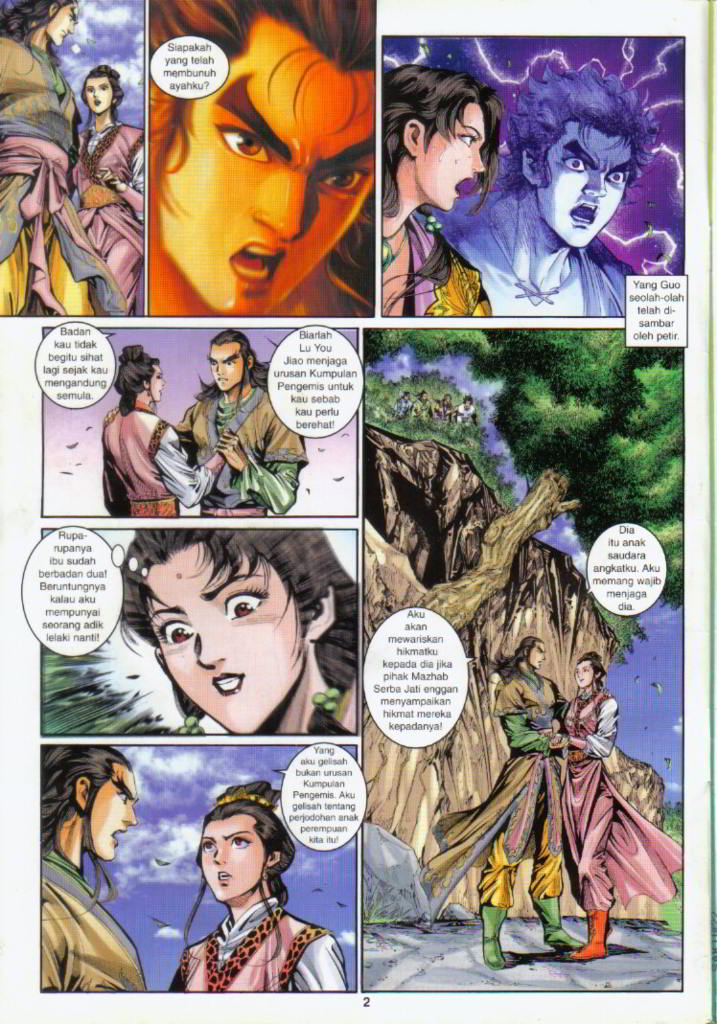 Siapakah
yang telah
membunuh
ayahku?
Yang Guo
seolah-olah
telah di-
sambar
oleh petir.
Badan
kau tidak
begitu sihat
lagi sejak kau
mengandung
semula.
Biarlah
Lu You
Jiao menjaga
urusan Kumpulan
Pengemis untuk
kau sebab
kau perlu
berehat!
Rupa-
rupanya
ibu sudah
berbadan dua!
Beruntungnya
kalau aku
mempunyai
seorang adik
lelaki nanti!
Yang
aku gelisah
bukan urusan
Kumpulan
Pengemis. Aku
gelisah tentang
perjodohan anak
perempuan
kita itu!
Dia
itu anak
saudara
angkatku. Aku
memang wajib
menjaga
dia.
Aku
akan
mewariskan
hikmatku
kepada dia jika
pihak Mazhab
Serba Jati enggan
menyampaikan
hikmat mereka
kepadanya!
2